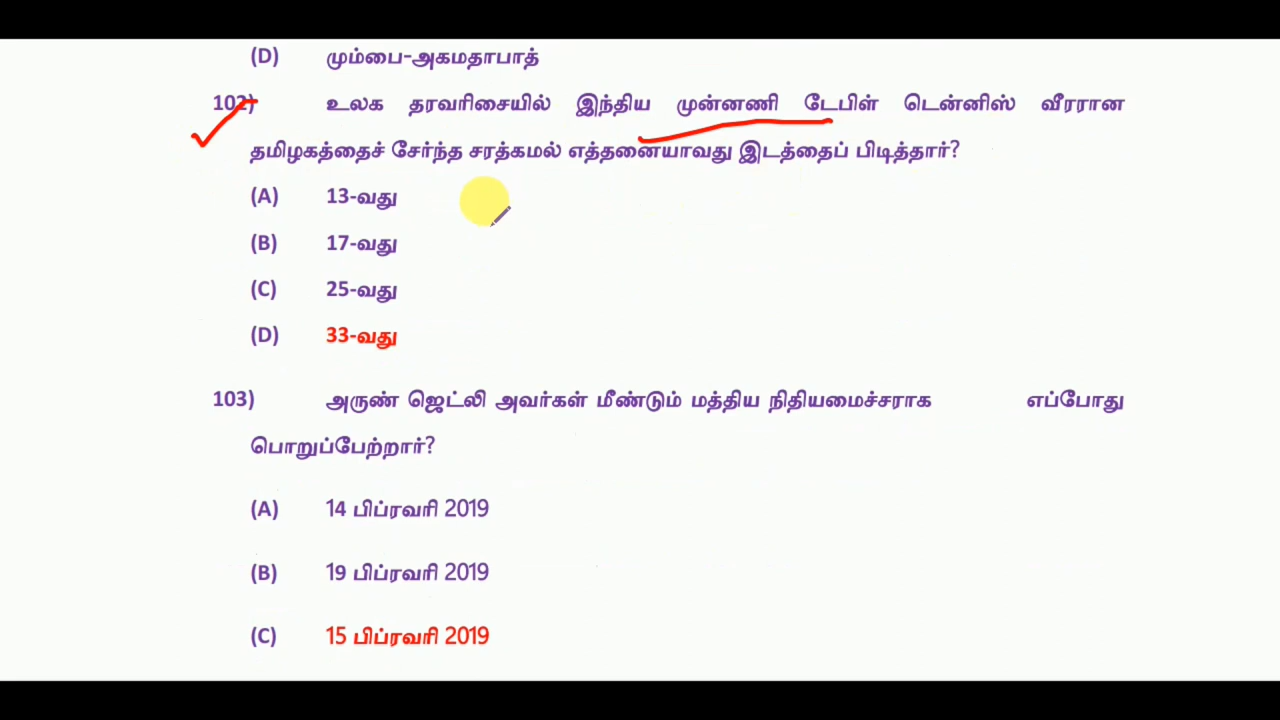 (D) மும்பை-அகமதாபாத்
102) உலக தரவரிசையில் இந்திய முன்னணி டேபிள் டென்னிஸ் வீரரான
தமிழகத்தைச் சேர்ந்த சரத்கமல் எத்தனையாவது இடத்தைப் பிடித்தார்?
(A) 13-வது
(B) 17-வது
(C) 25-வது
(D) 33-வது
103) அருண் ஜெட்லி அவர்கள் மீண்டும் மத்திய நிதியமைச்சராக எப்போது
பொறுப்பேற்றார்?
(A) 14 பிப்ரவரி 2019
(B) 19 பிப்ரவரி 2019
(C) 15 பிப்ரவரி 2019